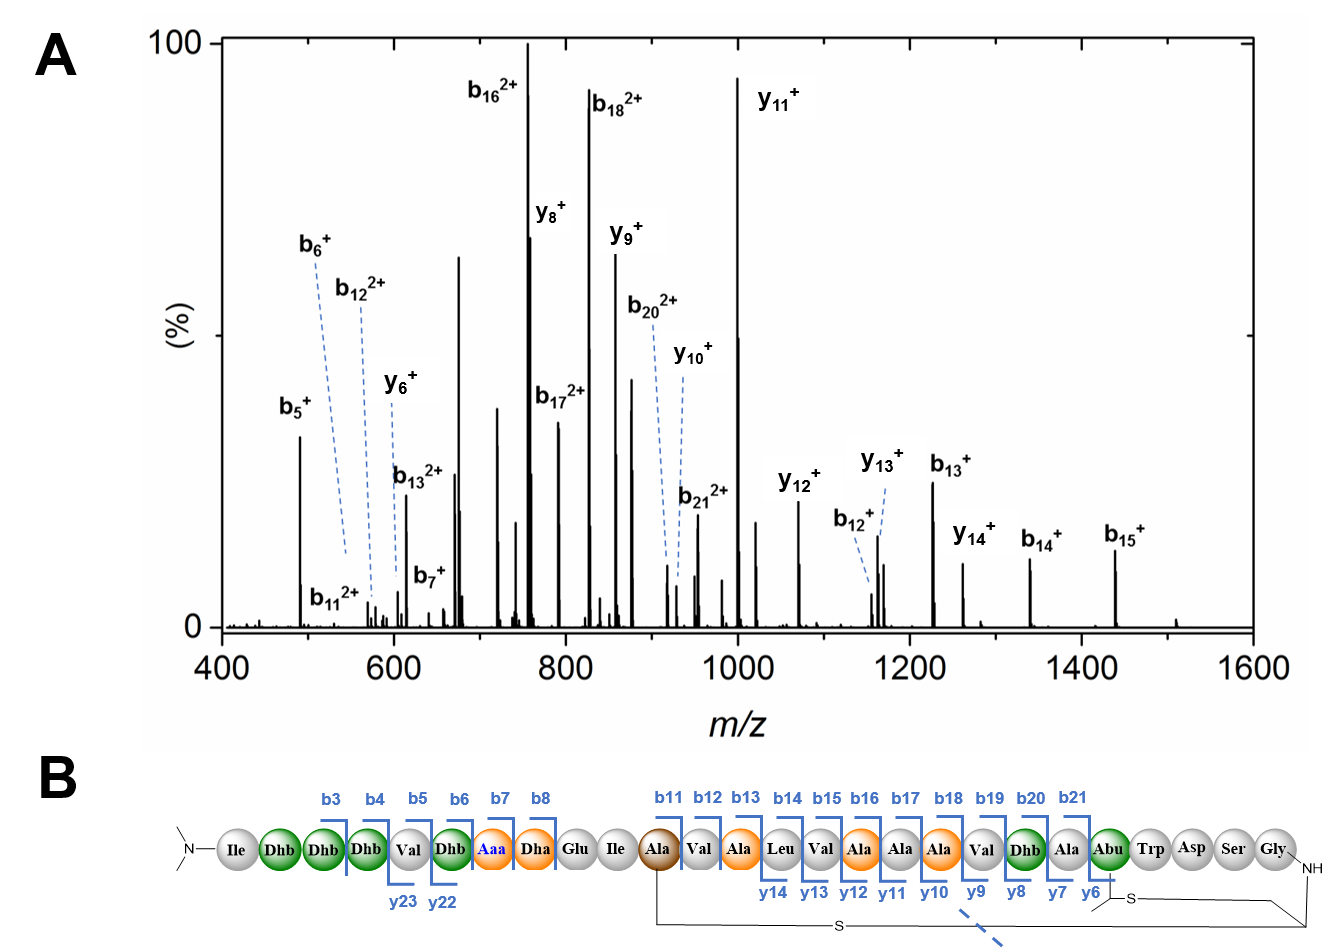 A
100
(%)
0
b16 2+
b18 2+
y11+
y8+
y9+
b6+
b12 2+
b20 2+
y10+
y6+
b5+
b17 2+
b13 2+
b21 2+
y12+
y13+
b13+
b12+
y14+
b14+
b15+
b7+
b11 2+
400 600 800 1000 1200 1400 1600
m/z
B
b3 b4 b5 b6 b7 b8 b11 b12 b13 b14 b15 b16 b17 b18 b19 b20 b21
N Ile Dhb Dhb Dhb Val Dhb Aaa Dha Glu Ile Ala Val Ala Leu Val Ala Ala Ala Val Dhb Ala Abu Trp Asp Ser Gly NH
y23 y22 y14 y13 y12 y11 y10 y9 y8 y7 y6
S
S